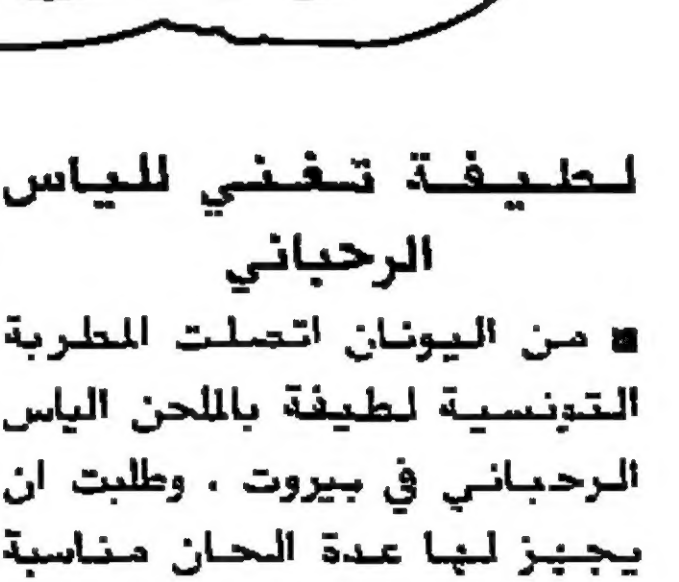 لطيفة تغني للياس
الرحباني
■ من اليونان اتصلت المطربة
التونسية لطيفة بالملحن الياس
الرحباني في بيروت . وطلبت ان
يجهز لها عدة الحان مناسبة